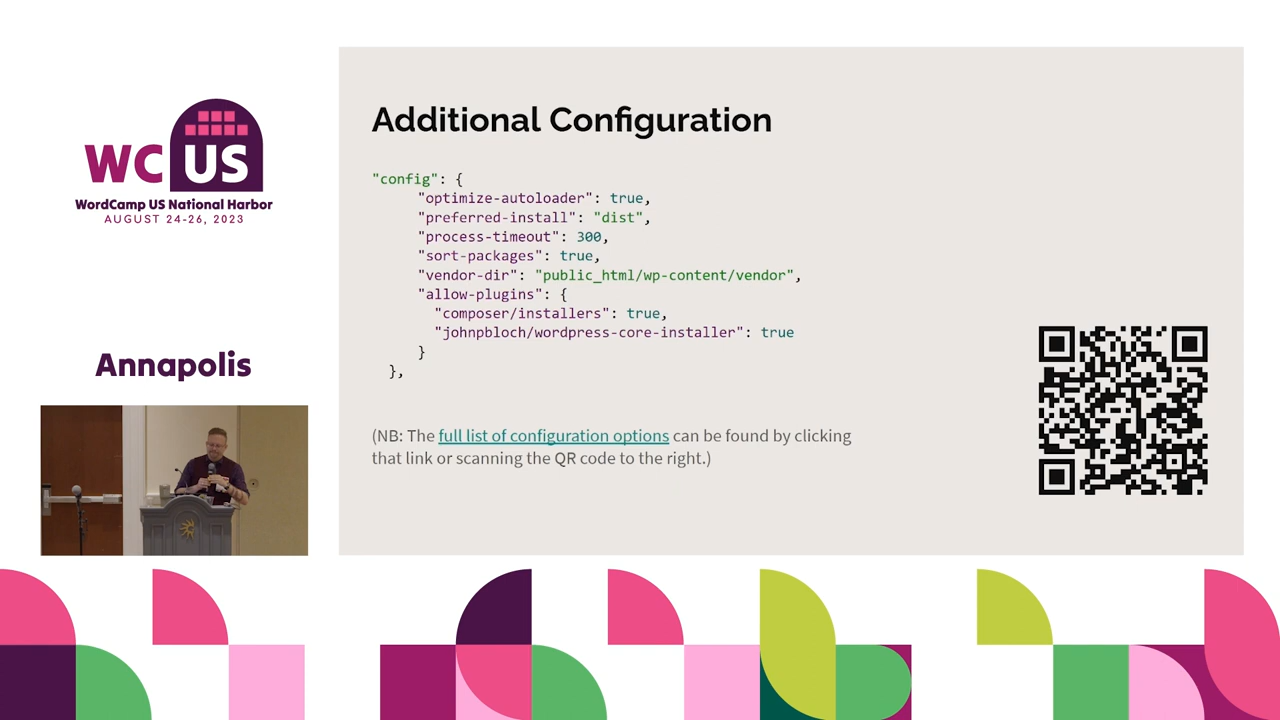 WC US
WordCamp US National Harbor
AUGUST 24-26, 2023
Annapolis
Additional Configuration
"config": {
"optimize-autoloader": true,
"preferred-install": "dist",
"process-timeout": 300,
"sort-packages": true,
"vendor-dir": "public_html/wp-content/vendor",
"allow-plugins": {
"composer/installers": true,
"johnpbloch/wordpress-core-installer": true
}
},
(NB: The full list of configuration options can be found by clicking
that link or scanning the QR code to the right.)